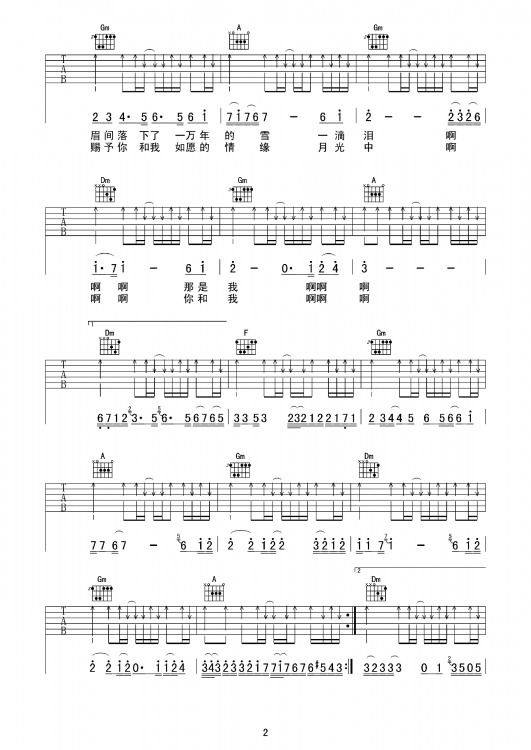 Gm A Gm
T A B
2 3 4· 5 6· 5 6 i 7 i 7 6 7 — 6 i 2 — — 2 3 2 6
眉间落下了一万年的雪一滴泪啊
赐予你和我如愿的情缘月光中啊
Dm Gm A
T A B
i· 7 i — — 6 i 2 — 0· i 2 4 3 — —
啊啊那是我啊啊啊
啊啊你和我啊啊啊
1
Dm F Gm
T A B
6 7 1 2 3· 5 6· 5 6 7 6 5 3 3 5 3 2 3 2 1 2 2 1 7 1 2 3 4 4 5 6 5 6 6 i
A Gm Dm
T A B
7 7 6 7 — 6 i 2 2 2 i 2 2 3 2 i 2 i i 7 i — 6 i 2
2
Gm A Dm
T A B
2 2 i 2 0· i i 2 4 3 4 3 2 3 3 2 i 7 7 i 7 6 7 6 #5 4 3 3 2 3 3 3 0 1 3 5 0 5
2